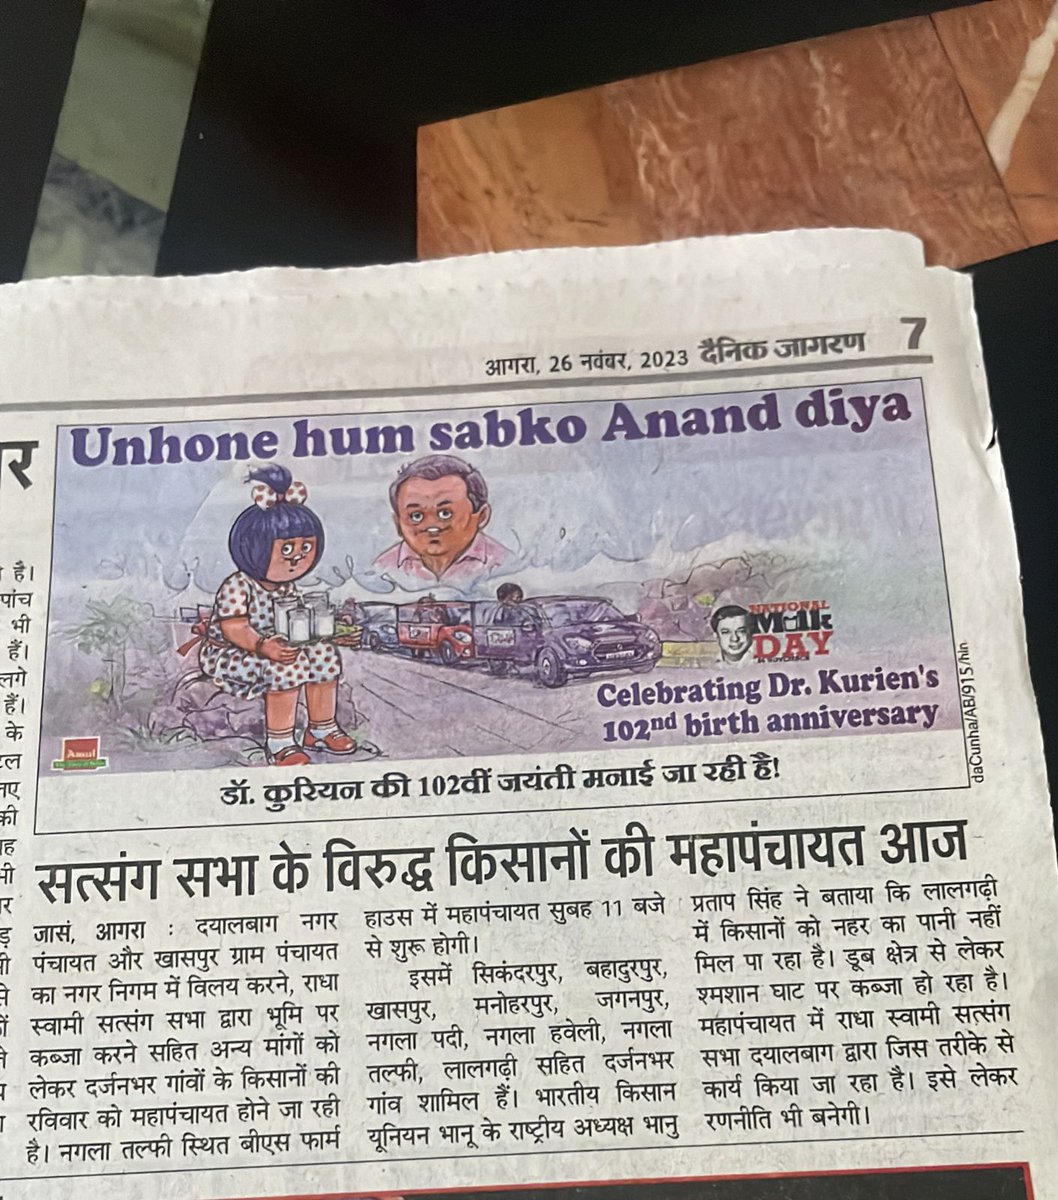 आगरा, 26 नवंबर, 2023 दैनिक जागरण 7
Unhone hum sabko Anand diya
NATIONAL
Milk
DAY
Celebrating Dr. Kurien's
102nd birth anniversary
Amul
daCunha/AB/915/hin
डॉ. कुरियन की 102वीं जयंती मनाई जा रही है!
सत्संग सभा के विरुद्ध किसानों की महापंचायत आज
जासं, आगरा : दयालबाग नगर
पंचायत और खासपुर ग्राम पंचायत
का नगर निगम में विलय करने, राधा
स्वामी सत्संग सभा द्वारा भूमि पर
कब्जा करने सहित अन्य मांगों को
लेकर दर्जनभर गांवों के किसानों की
रविवार को महापंचायत होने जा रही
है। नगला तल्फी स्थित बीएस फार्म
हाउस में महापंचायत सुबह 11 बजे
से शुरू होगी।
इसमें सिकंदरपुर, बहादुरपुर,
खासपुर, मनोहरपुर, जगनपुर,
नगला पदी, नगला हवेली, नगला
तल्फी, लालगढ़ी सहित दर्जनभर
गांव शामिल हैं। भारतीय किसान
यूनियन भानु के राष्ट्रीय अध्यक्ष भानु
प्रताप सिंह ने बताया कि लालगढ़ी
में किसानों को नहर का पानी नहीं
मिल पा रहा है। डूब क्षेत्र से लेकर
श्मशान घाट पर कब्जा हो रहा है।
महापंचायत में राधा स्वामी सत्संग
सभा दयालबाग द्वारा जिस तरीके से
कार्य किया जा रहा है। इसे लेकर
रणनीति भी बनेगी।
है।
पांच
भी
हैं।
लगे
हैं।
के
की